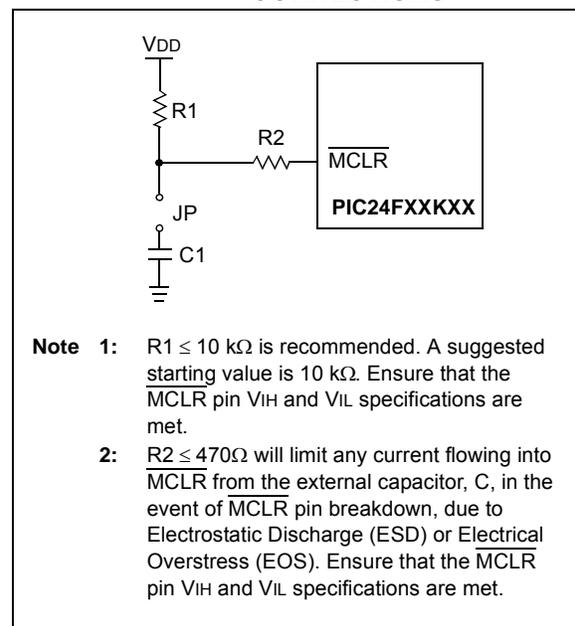 VDD
R1
R2
MCLR
PIC24FXXKXX
JP
C1
Note 1: R1 ≤ 10 kΩ is recommended. A suggested
starting value is 10 kΩ. Ensure that the
MCLR pin VIH and VIL specifications are
met.
2: R2 ≤ 470Ω will limit any current flowing into
MCLR from the external capacitor, C, in the
event of MCLR pin breakdown, due to
Electrostatic Discharge (ESD) or Electrical
Overstress (EOS). Ensure that the MCLR
pin VIH and VIL specifications are met.